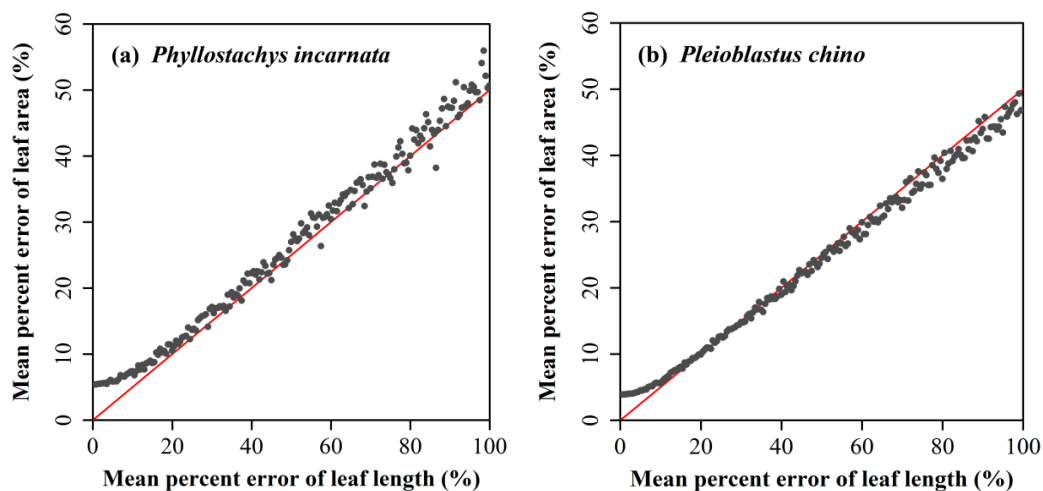 (a) Phyllostachys incarnata
Mean percent error of leaf area (%)
60
50
40
30
20
10
0
0 20 40 60 80 100
Mean percent error of leaf length (%)
(b) Pleioblastus chino
Mean percent error of leaf area (%)
60
50
40
30
20
10
0
0 20 40 60 80 100
Mean percent error of leaf length (%)